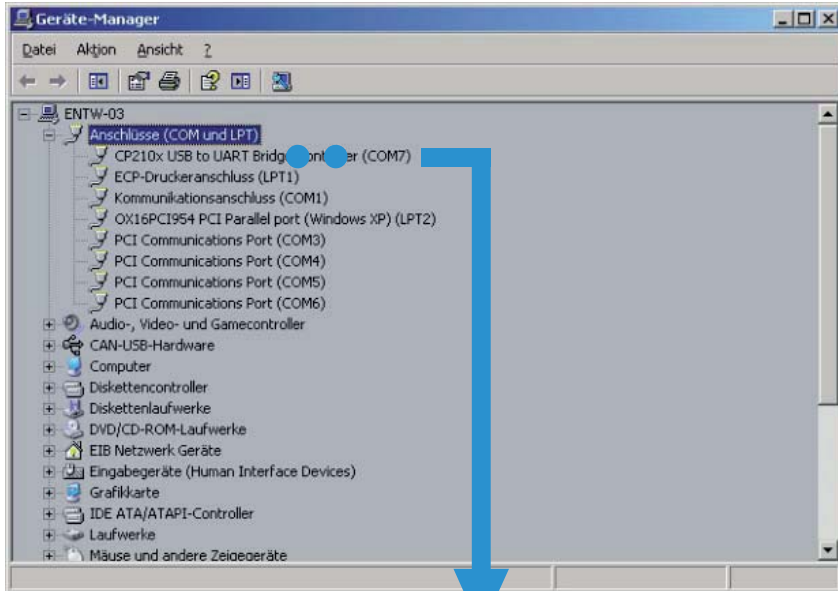 Geräte-Manager
Datei Aktion Ansicht ?
ENTW-03
Anschlüsse (COM und LPT)
CP210x USB to UART (COM7)
ECP-Druckeranschluss (LPT1)
Kommunikationsanschluss (COM1)
OX16PCI954 PCI Parallel port (Windows XP) (LPT2)
PCI Communications Port (COM3)
PCI Communications Port (COM4)
PCI Communications Port (COM5)
PCI Communications Port (COM6)
Audio-, Video- und Gamecontroller
CAN-USB-Hardware
Computer
Diskettencontroller
Diskettenlaufwerke
DVD/CD-ROM-Laufwerke
EIB Netzwerk Geräte
Eingabegeräte (Human Interface Devices)
Grafikkarte
IDE ATA/ATAPI-Controller
Laufwerke
Mäuse und andere Zeigegeräte